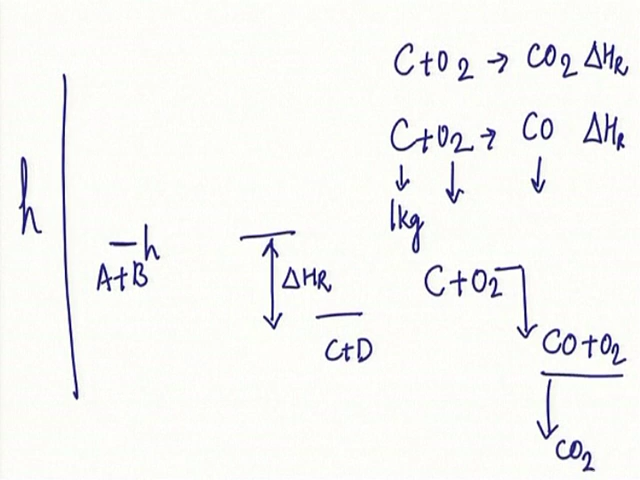 C+O2 → CO2 ΔHR
C+O2 → CO ΔHR
h
1kg
h
A+B
ΔHR
C+O2
C+D
CO+O2
CO2